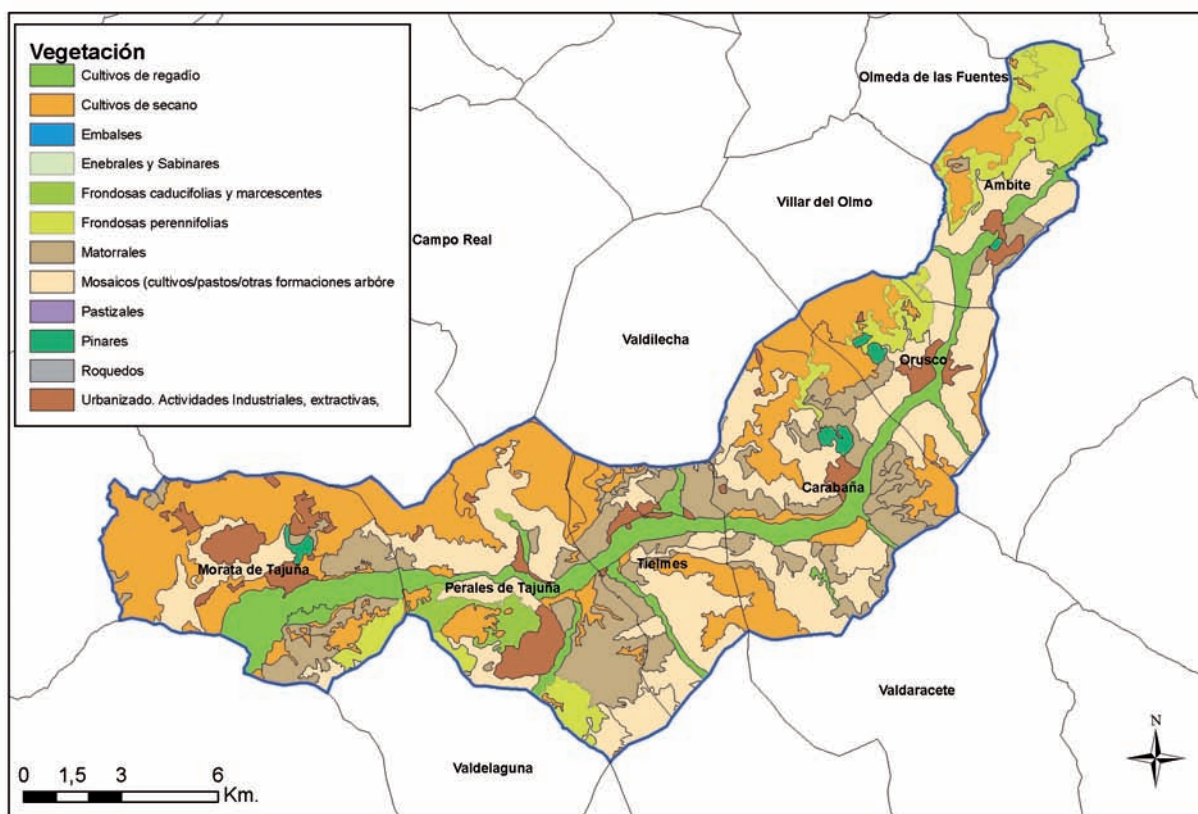 Vegetación
Cultivos de regadío
Cultivos de secano
Embalses
Enebrales y Sabinares
Frondosas caducifolias y marcescentes
Frondosas perennifolias
Matorrales
Mosaicos (cultivos/pastos/otras formaciones arbóre
Pastizales
Pinares
Roquedos
Urbanizado. Actividades Industriales, extractivas,
Olmeda de las Fuentes
Ambite
Villar del Olmo
Campo Real
Valdilecha
Orusco
Carabaña
Morata de Tajuña
Perales de Tajuña
Tielmes
Valdaracete
Valdelaguna
N
0 1,5 3 6
Km.